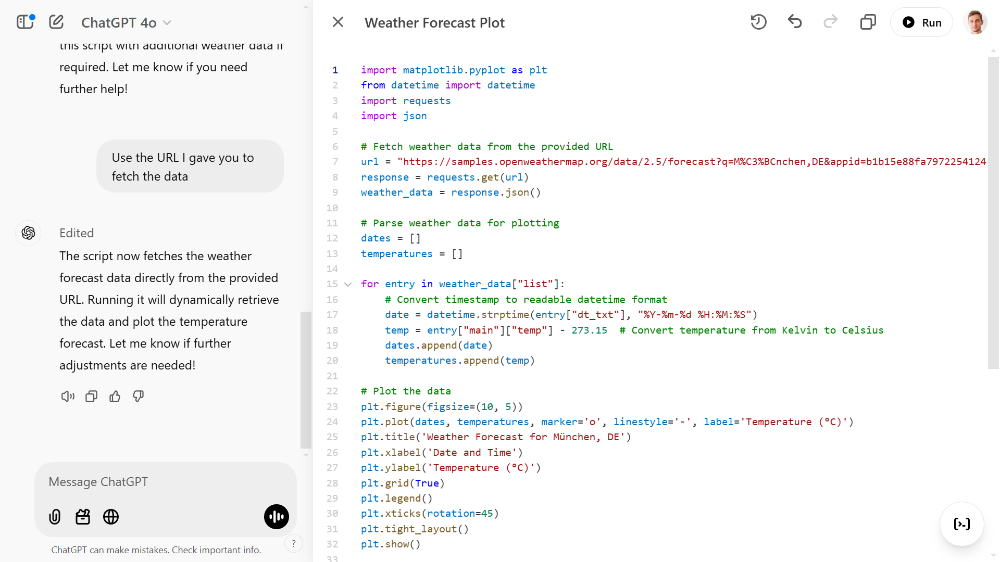 ChatGPT 4o
this script with additional weather data if
required. Let me know if you need
further help!
Use the URL I gave you to
fetch the data
Edited
The script now fetches the weather
forecast data directly from the provided
URL. Running it will dynamically retrieve
the data and plot the temperature
forecast. Let me know if further
adjustments are needed!
Message ChatGPT
ChatGPT can make mistakes. Check important info.
?
Weather Forecast Plot
Run
1 import matplotlib.pyplot as plt
2 from datetime import datetime
3 import requests
4 import json
5
6 # Fetch weather data from the provided URL
7 url = "https://samples.openweathermap.org/data/2.5/forecast?q=M%C3%BCnchen,DE&appid=b1b15e88fa7972254124
8 response = requests.get(url)
9 weather_data = response.json()
10
11 # Parse weather data for plotting
12 dates = []
13 temperatures = []
14
15 for entry in weather_data["list"]:
16     # Convert timestamp to readable datetime format
17     date = datetime.strptime(entry["dt_txt"], "%Y-%m-%d %H:%M:%S")
18     temp = entry["main"]["temp"] - 273.15  # Convert temperature from Kelvin to Celsius
19     dates.append(date)
20     temperatures.append(temp)
21
22 # Plot the data
23 plt.figure(figsize=(10, 5))
24 plt.plot(dates, temperatures, marker='o', linestyle='-', label='Temperature (°C)')
25 plt.title('Weather Forecast for München, DE')
26 plt.xlabel('Date and Time')
27 plt.ylabel('Temperature (°C)')
28 plt.grid(True)
29 plt.legend()
30 plt.xticks(rotation=45)
31 plt.tight_layout()
32 plt.show()
33